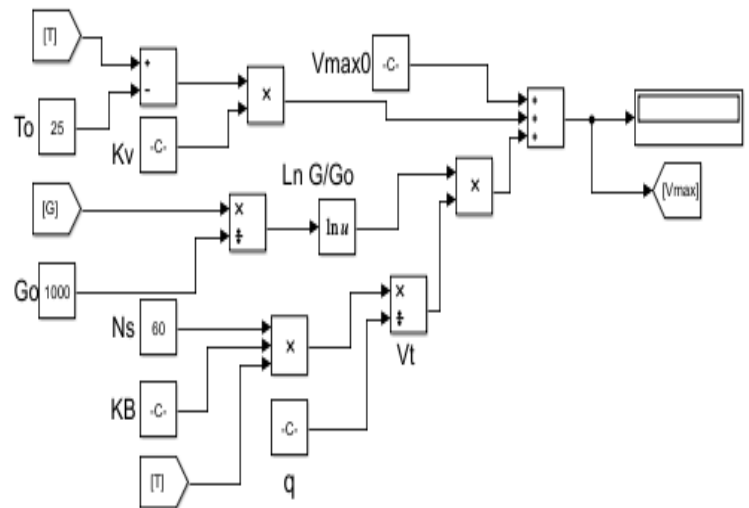 [T]
+
-
To
25
×
Kv
-C-
Vmax0
-C-
+
+
+
[Vmax]
[G]
×
÷
Ln G/Go
ln u
×
Go
1000
Ns
60
×
×
÷
Vt
KB
-C-
-C-
q
[T]